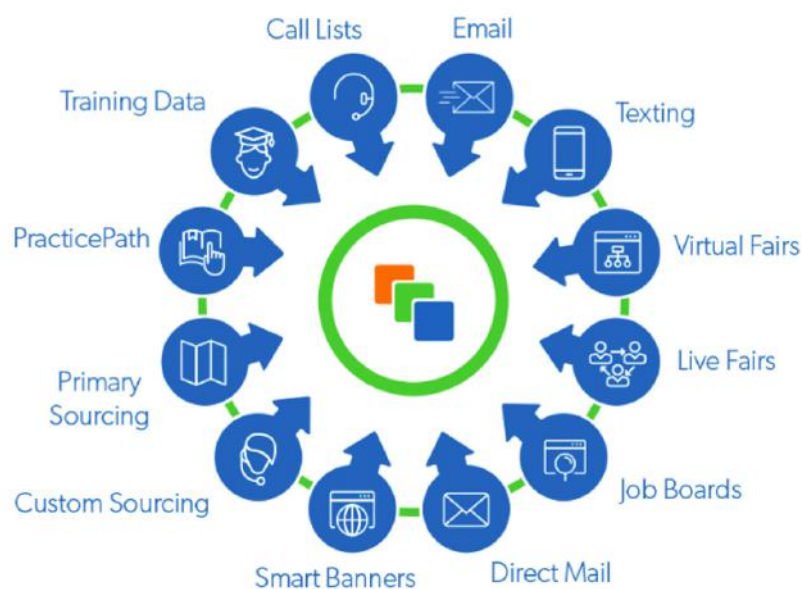 Call Lists
Email
Training Data
Texting
PracticePath
Virtual Fairs
Primary
Sourcing
Live Fairs
Custom Sourcing
Job Boards
Smart Banners
Direct Mail